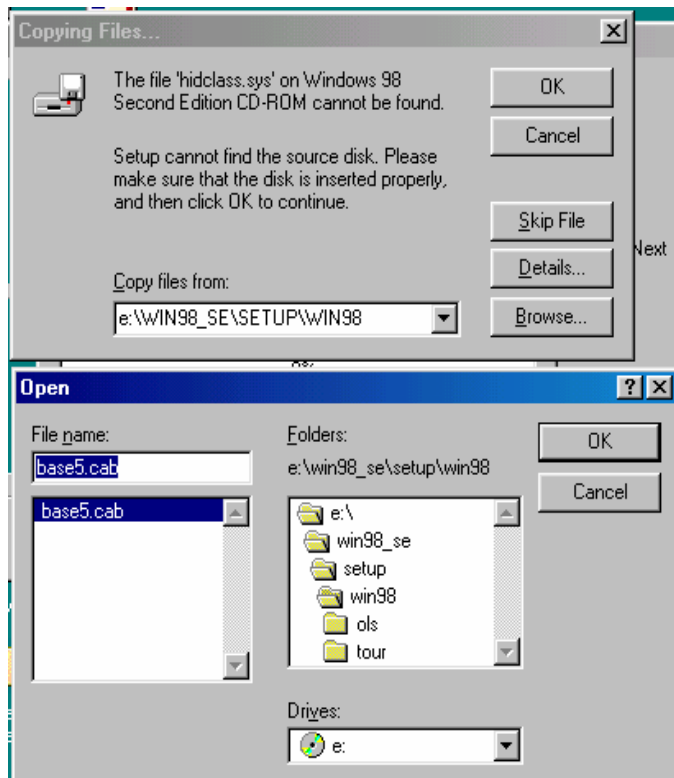 Copying Files...
The file 'hidclass.sys' on Windows 98
Second Edition CD-ROM cannot be found.
Setup cannot find the source disk. Please
make sure that the disk is inserted properly,
and then click OK to continue.
Copy files from:
e:\WIN98_SE\SETUP\WIN98
OK
Cancel
Skip File
Details...
Browse...
Next
Open
File name:
base5.cab
base5.cab
Folders:
e:\win98_se\setup\win98
e:\
win98_se
setup
win98
ols
tour
Drives:
e:
OK
Cancel